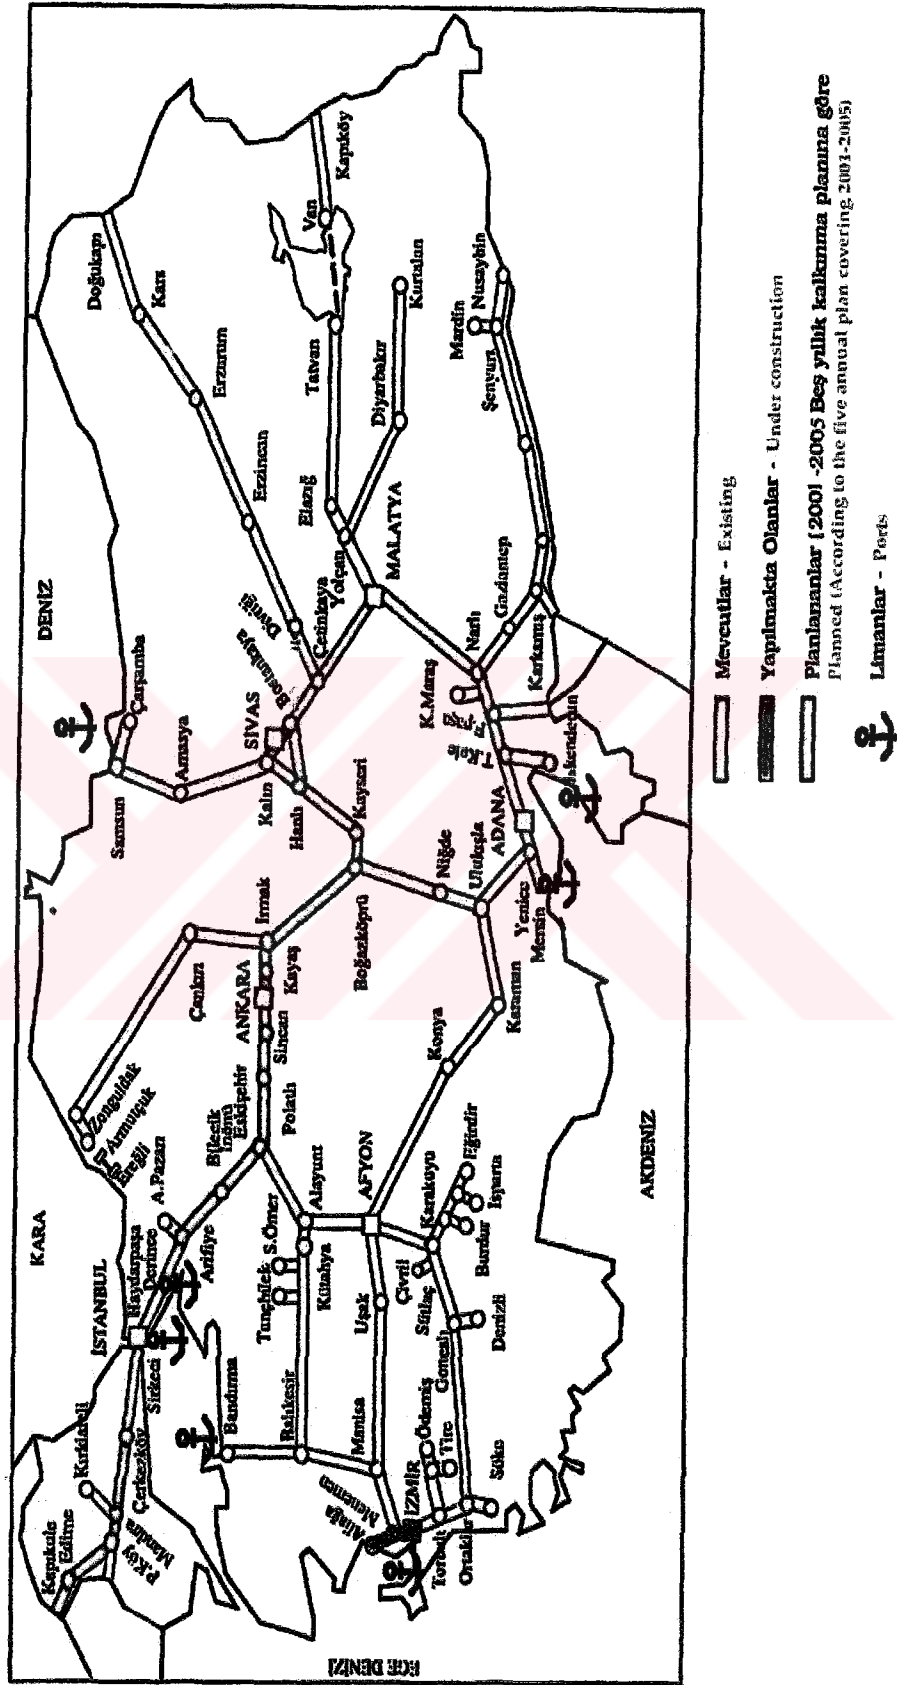 KARA
DENİZ
Kapıkule
Edirne
Kırklareli
P.Köy
Mandıra
Çerkezköy
Sirkeci
İSTANBUL
Haydarpaşa
Derince
A.Pazarı
Arifiye
Ereğli
Armutçuk
Zonguldak
Çankırı
Bilecik
İnönü
Eskişehir
Polatlı
Sincan
ANKARA
Kayaş
Irmak
Samsun
Çarşamba
Amasya
Kalın
SİVAS
Hanlı
Bostankaya
Çetinkaya
Divriği
Erzincan
Erzurum
Kars
Doğukapı
Bandırma
Balıkesir
Tunçbilek
S.Ömer
Kütahya
Alayunt
Boğazköprü
Kayseri
MALATYA
Yolçatı
Elazığ
Tatvan
Van
Kapıköy
Diyarbakır
Kurtalan
Aliağa
Menemen
Manisa
Uşak
AFYON
Konya
Karaman
Niğde
Ulukışla
Yenice
Mersin
ADANA
T.Kale
K.Maraş
Narlı
Gaziantep
Karkamış
İskenderun
Şenyurt
Mardin
Nusaybin
İZMİR
Torbalı
Ortaklar
Ödemiş
Tire
Söke
Goncalı
Denizli
Sütlaç
Çivril
Karakuyu
Burdur
Isparta
Eğirdir
EGE DENİZİ
AKDENİZ
Mevcutlar - Existing
Yapılmakta Olanlar - Under construction
Planlananlar (2001-2005 Beş yıllık kalkınma planına göre
Planned (According to the five annual plan covering 2001-2005)
Limanlar - Ports